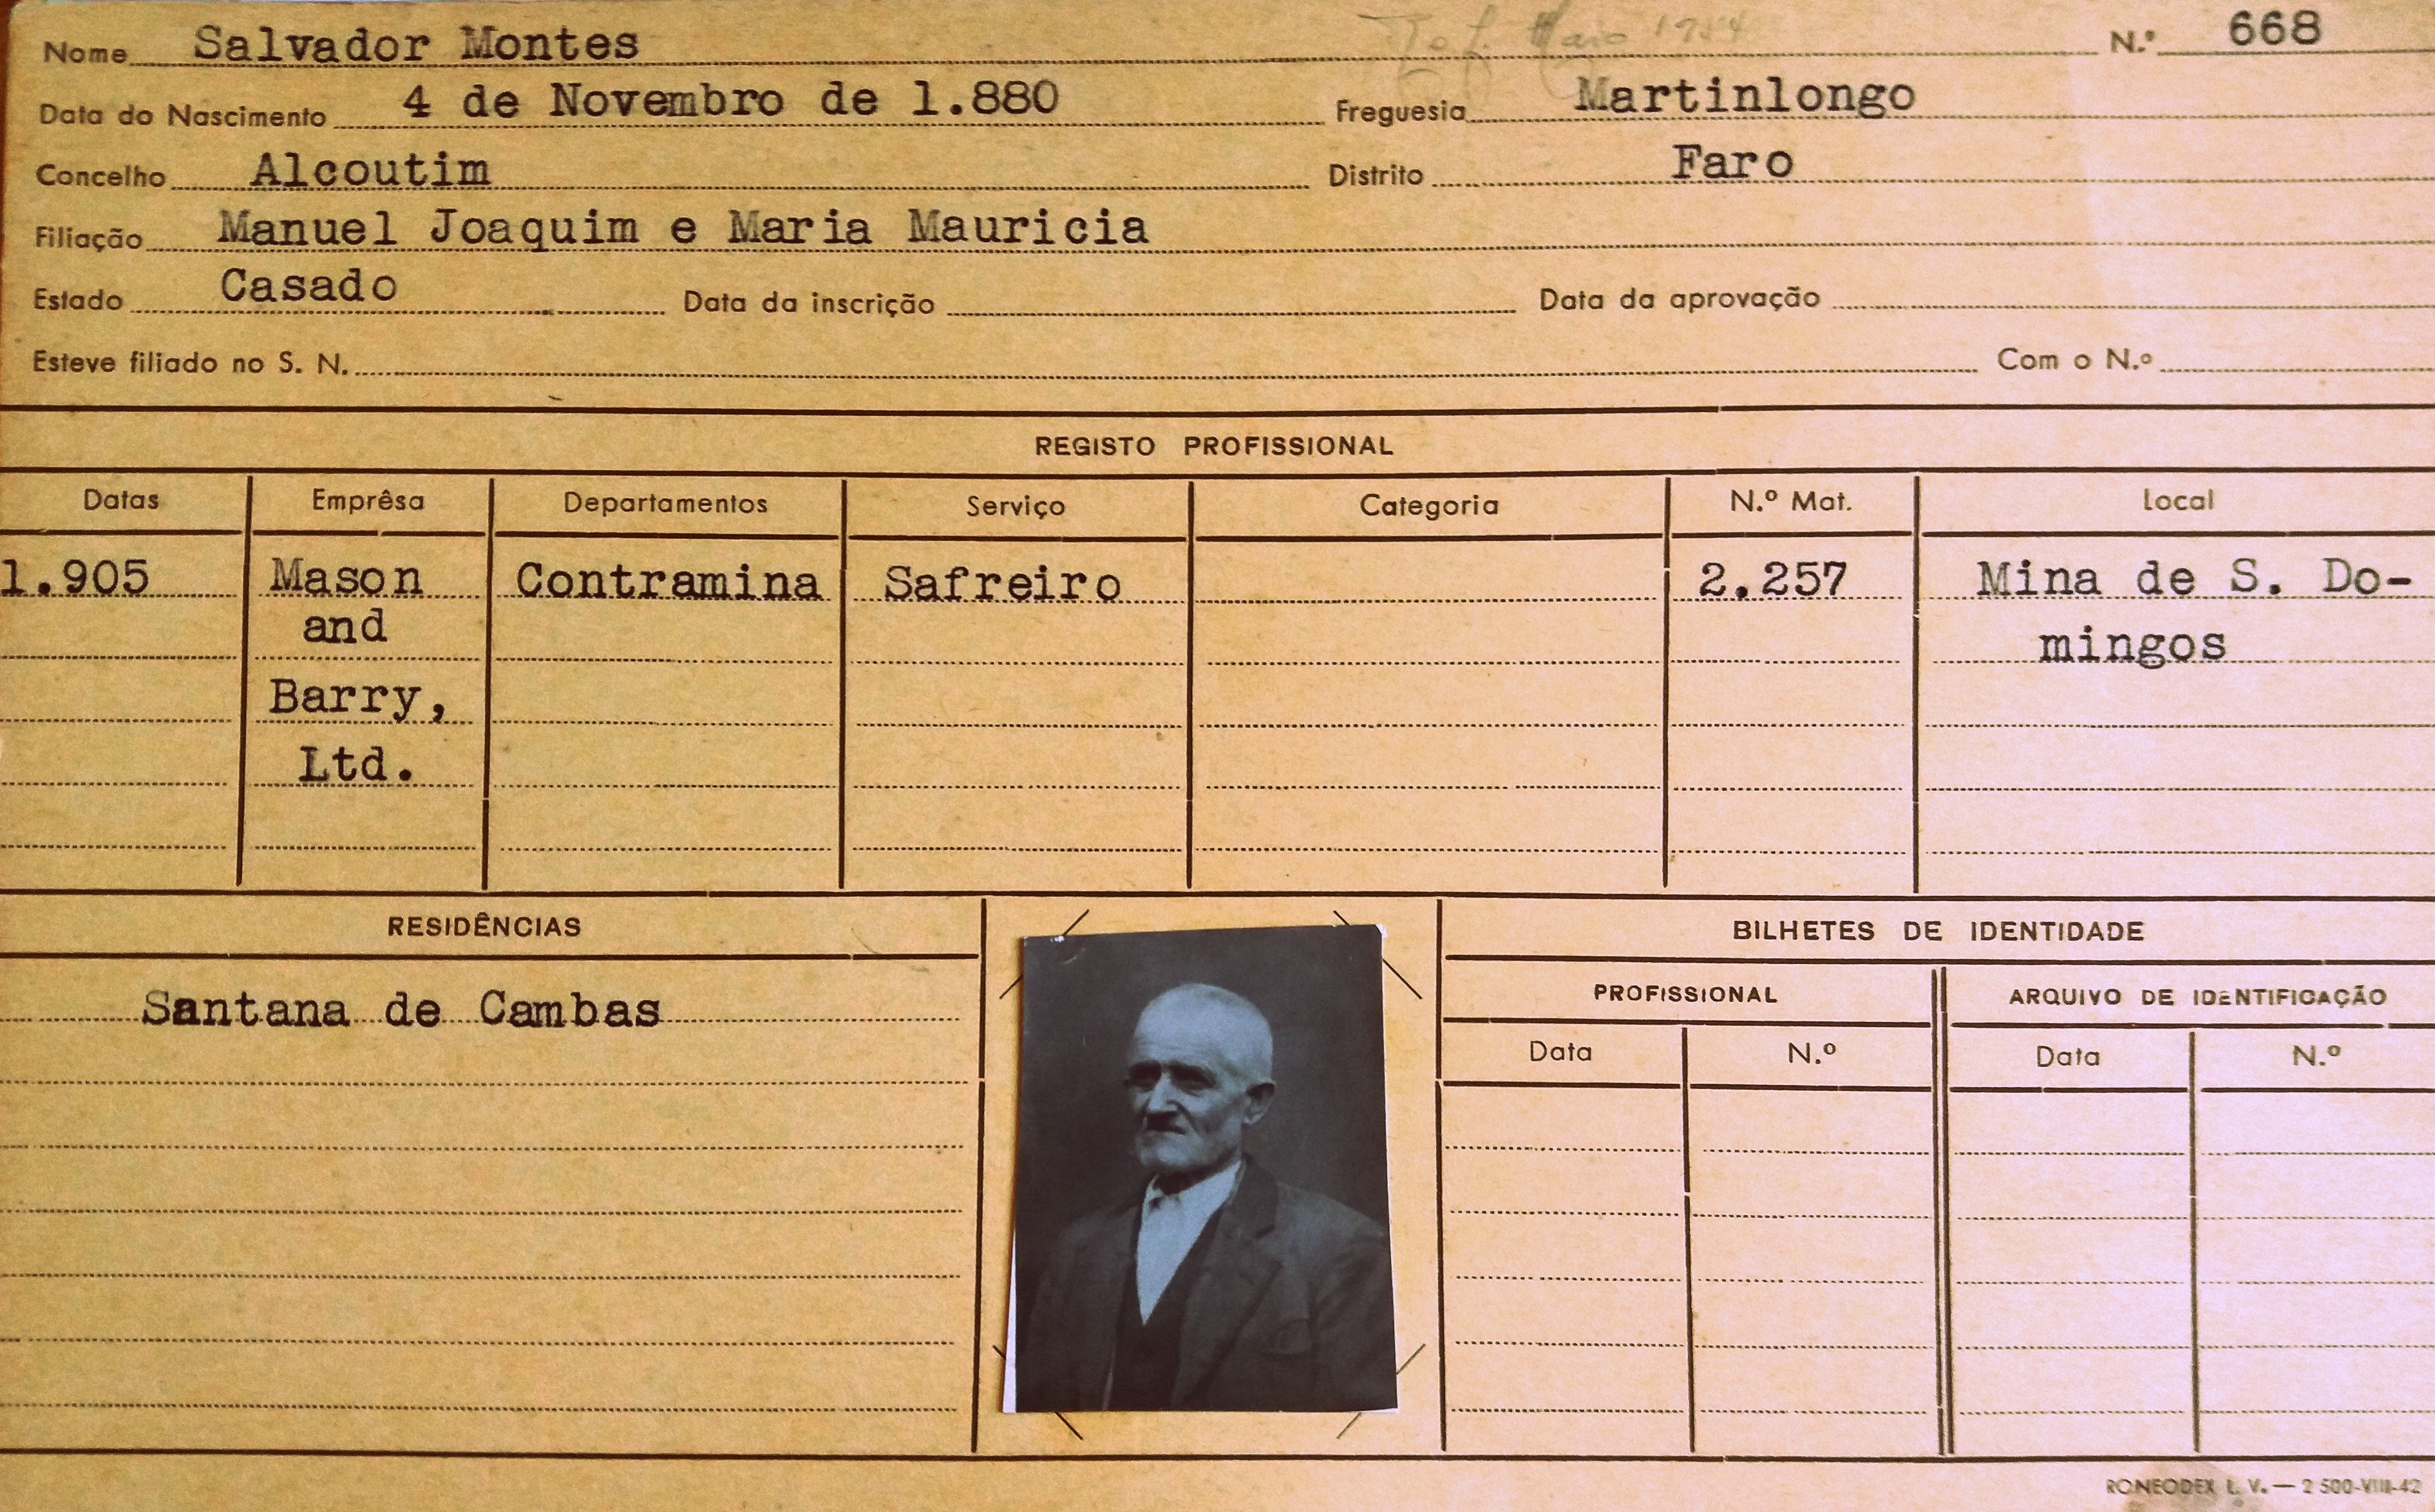 Nome Salvador Montes N.º 668
Data do Nascimento 4 de Novembro de 1.880 Freguesia Martinlongo
Concelho Alcoutim Distrito Faro
Filiação Manuel Joaquim e Maria Mauricia
Estado Casado Data da inscrição Data da aprovação
Esteve filiado no S. N. Com o N.º
REGISTO PROFISSIONAL
Datas Emprêsa Departamentos Serviço Categoria N.º Mat. Local
1.905 Mason Contramina Safreiro 2.257 Mina de S. Do-
and mingos
Barry,
Ltd.
RESIDÊNCIAS BILHETES DE IDENTIDADE
Santana de Cambas PROFISSIONAL ARQUIVO DE IDENTIFICAÇÃO
Data N.º Data N.º
RONEODEX L. V. — 2 500-VIII-42